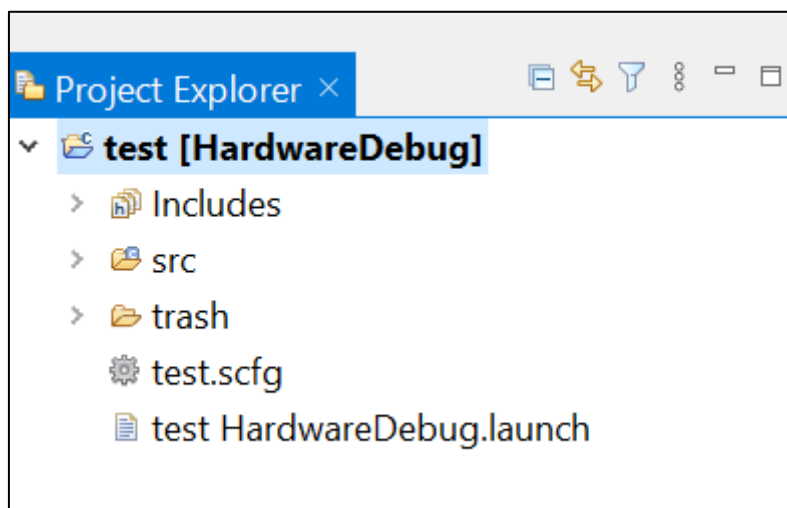 Project Explorer
test [HardwareDebug]
Includes
src
trash
test.scfg
test HardwareDebug.launch